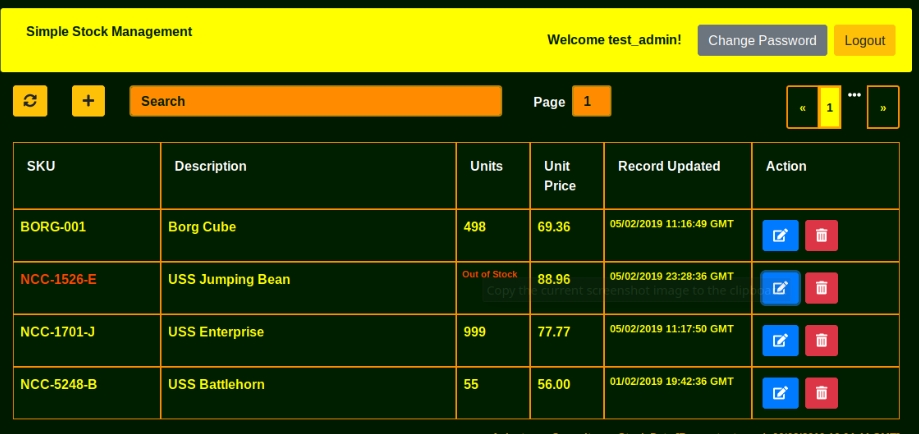 Simple Stock Management
Welcome test_admin! Change Password Logout
Search Page 1 « 1 ... »
SKU Description Units Unit Price Record Updated Action
BORG-001 Borg Cube 498 69.36 05/02/2019 11:16:49 GMT
NCC-1526-E USS Jumping Bean Out of Stock 88.96 05/02/2019 23:28:36 GMT
Copy the current screenshot image to the clipboard
NCC-1701-J USS Enterprise 999 77.77 05/02/2019 11:17:50 GMT
NCC-5248-B USS Battlehorn 55 56.00 01/02/2019 19:42:36 GMT